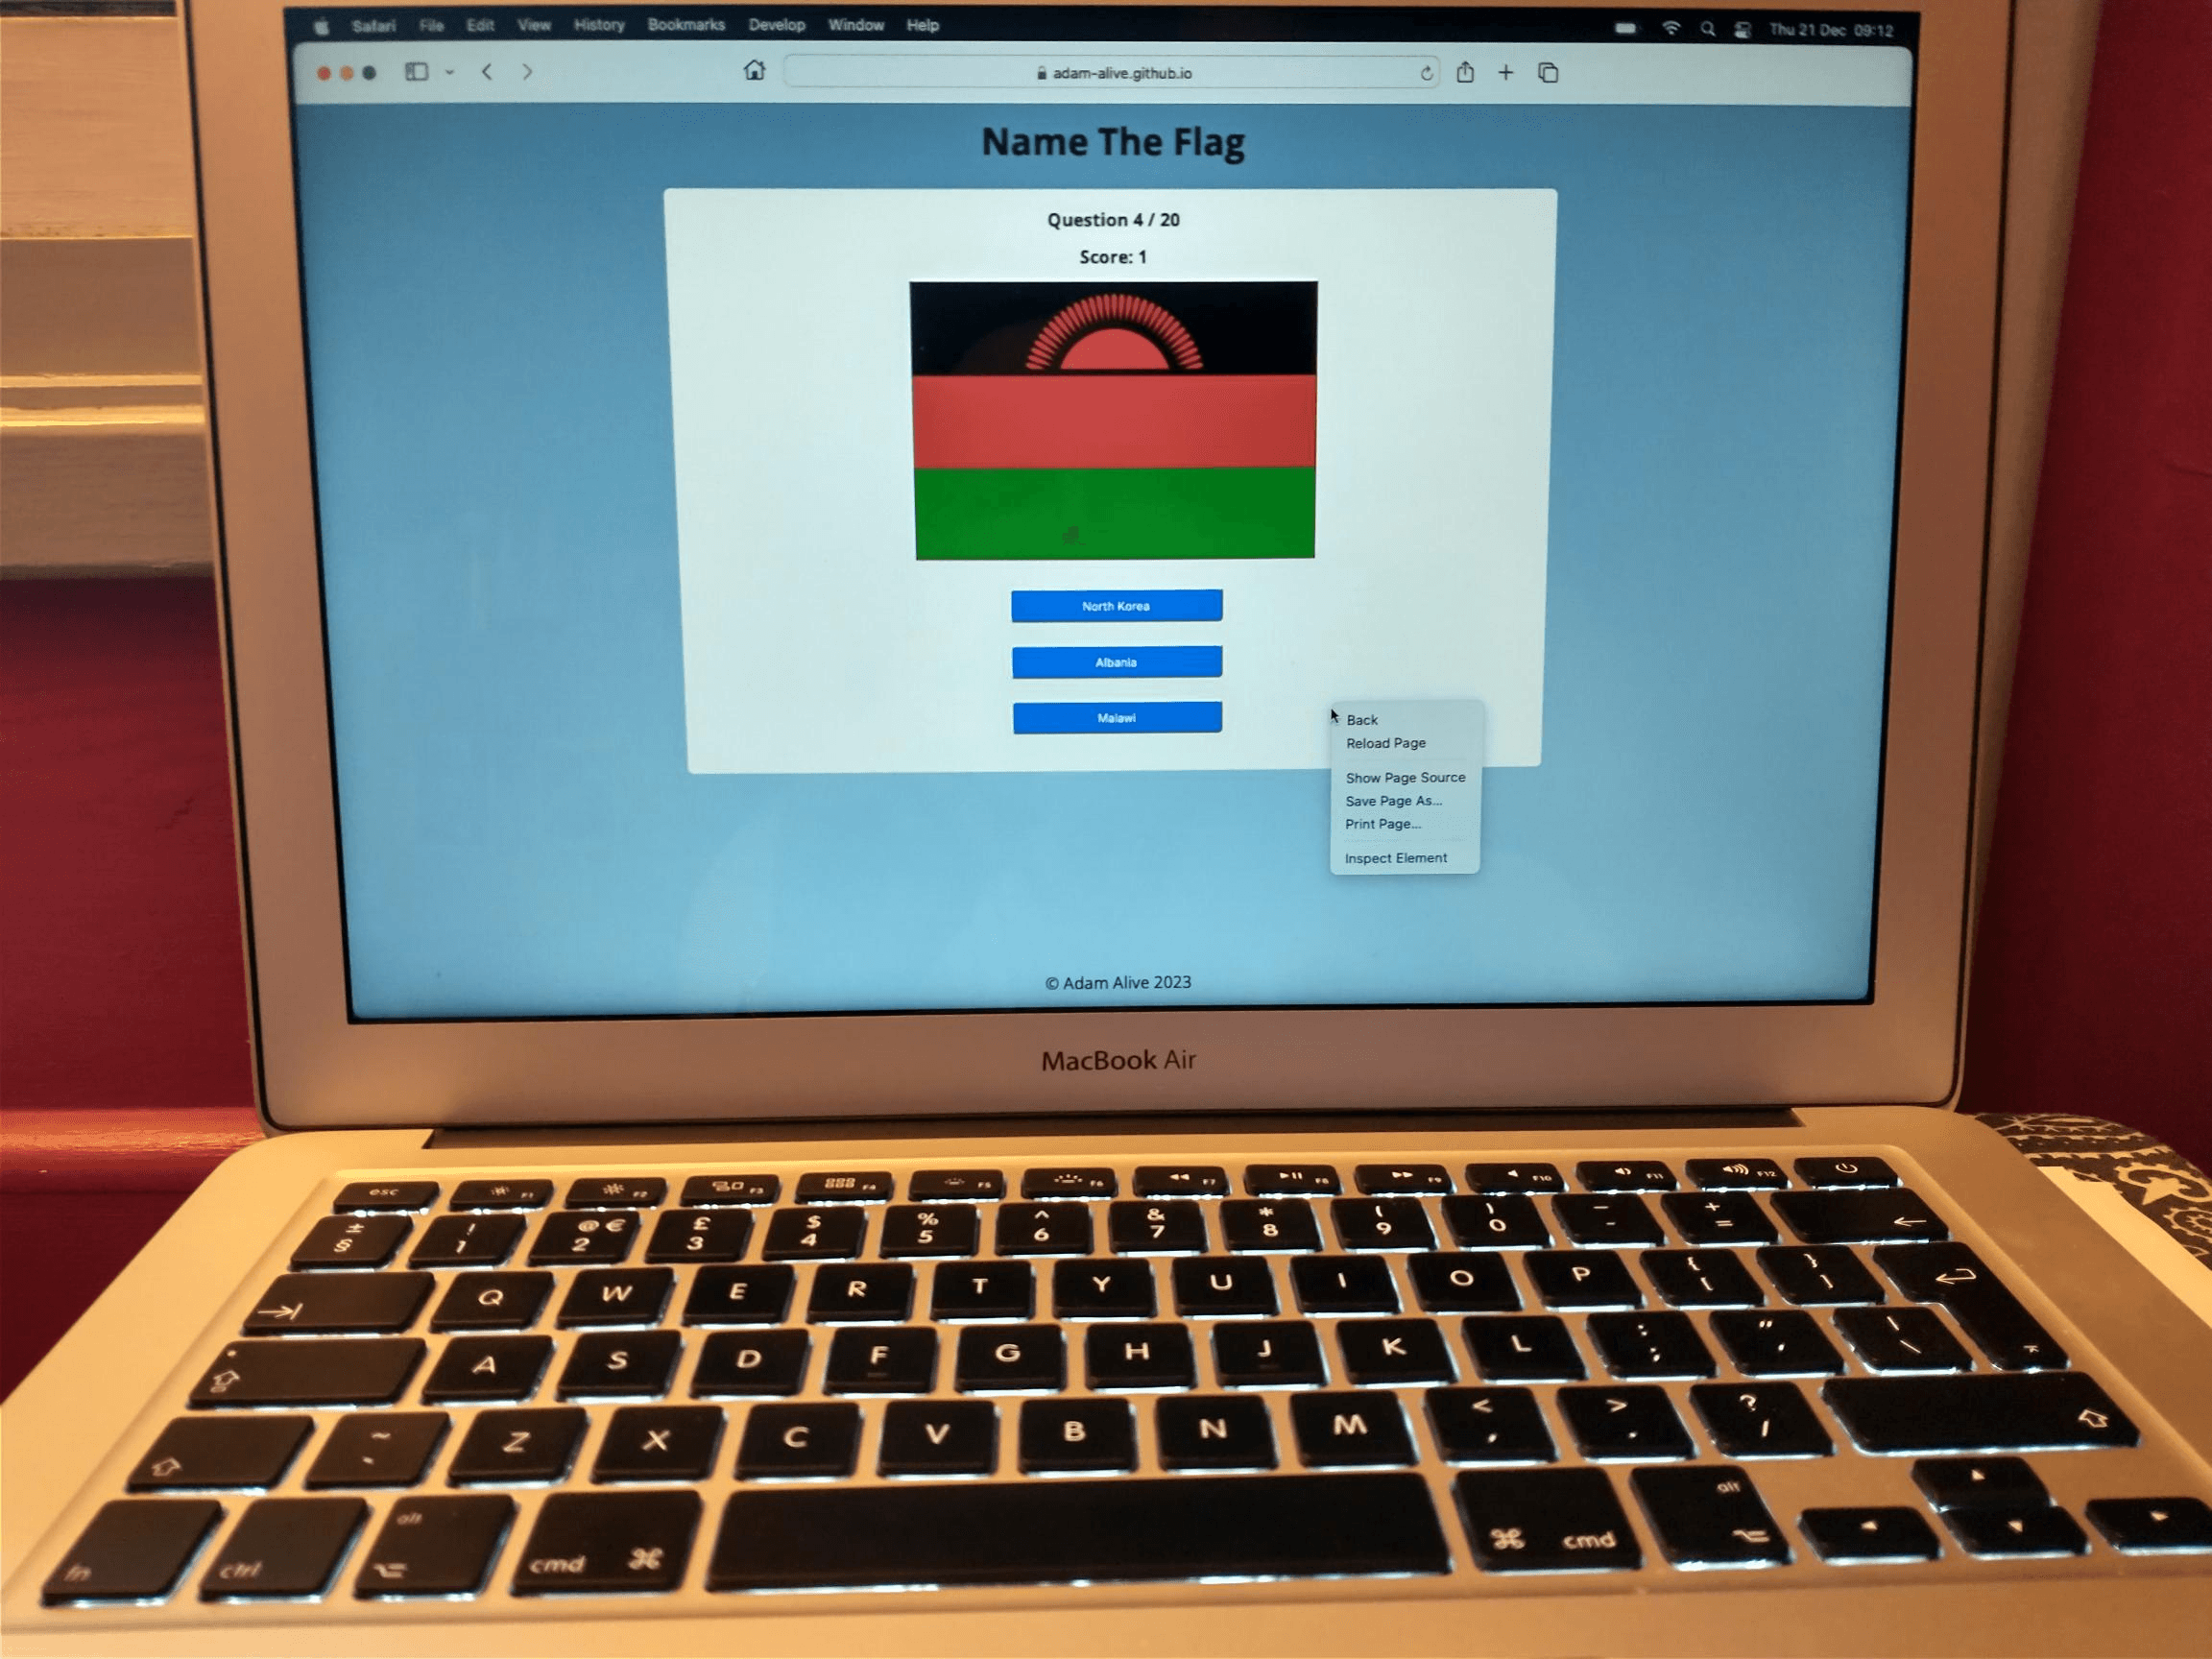 Safari File Edit View History Bookmarks Develop Window Help Thu 21 Dec 09:12
adam-alive.github.io
Name The Flag
Question 4 / 20
Score: 1
North Korea
Albania
Malawi
Back
Reload Page
Show Page Source
Save Page As...
Print Page...
Inspect Element
© Adam Alive 2023
MacBook Air
esc F1 F2 F3 F4 F5 F6 F7 F8 F9 F10 F11 F12
± ! @ € £ $ % ^ & * ( ) _ +
§ 1 2 3 4 5 6 7 8 9 0 - =
Q W E R T Y U I O P { [ } ]
A S D F G H J K L : ; " ' | \
~ ` Z X C V B N M < , > . ? /
fn ctrl alt cmd ⌘ ⌘ cmd alt